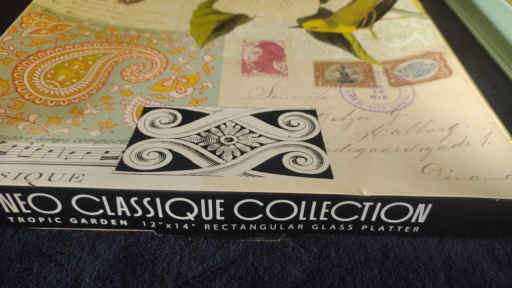 SIQUE
NEO CLASSIQUE COLLECTION
TROPIC GARDEN 12"x14" RECTANGULAR GLASS PLATTER